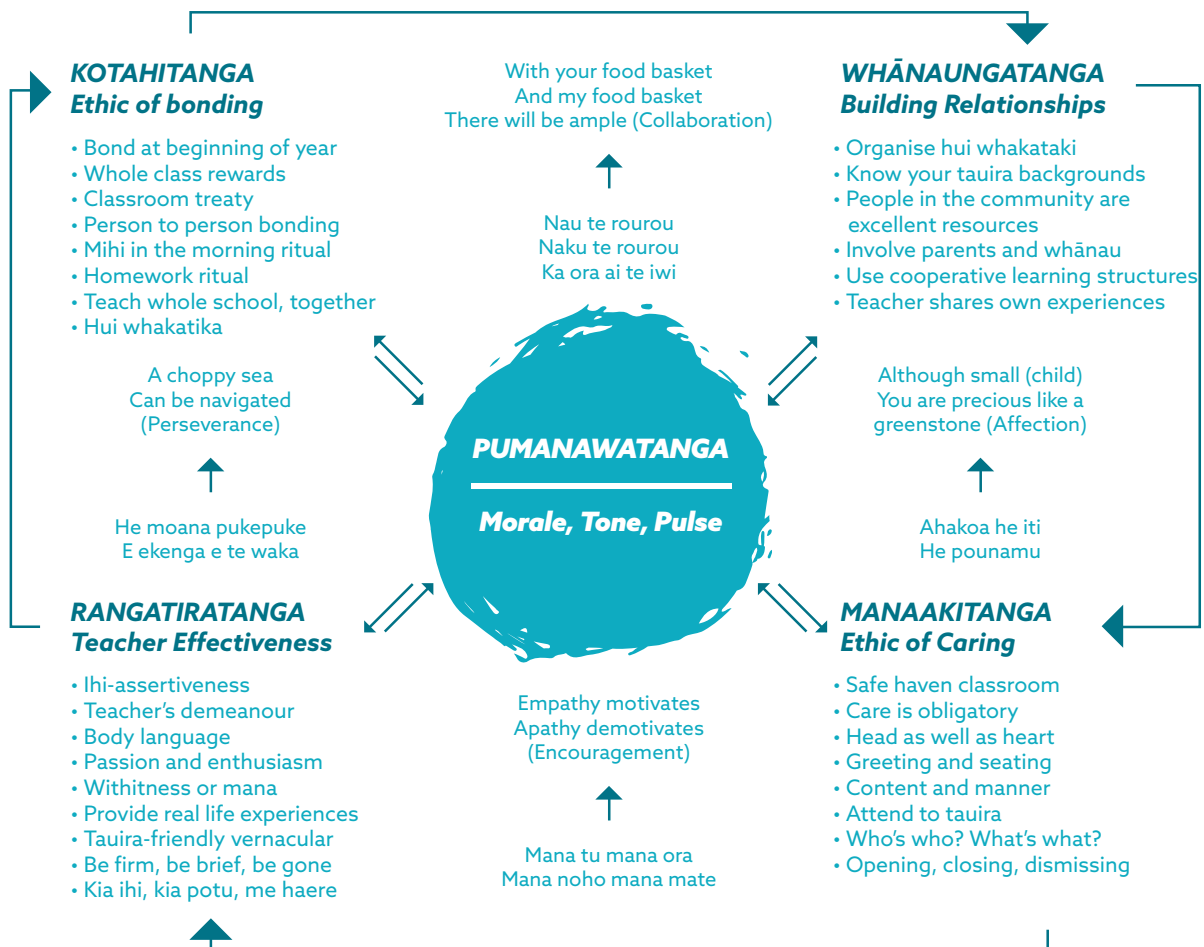 KOTAHITANGA
Ethic of bonding
• Bond at beginning of year
• Whole class rewards
• Classroom treaty
• Person to person bonding
• Mihi in the morning ritual
• Homework ritual
• Teach whole school, together
• Hui whakatika
With your food basket
And my food basket
There will be ample (Collaboration)
Nau te rourou
Naku te rourou
Ka ora ai te iwi
WHĀNAUNGATANGA
Building Relationships
• Organise hui whakataki
• Know your tauira backgrounds
• People in the community are
excellent resources
• Involve parents and whānau
• Use cooperative learning structures
• Teacher shares own experiences
A choppy sea
Can be navigated
(Perseverance)
He moana pukepuke
E ekenga e te waka
PUMANAWATANGA
Morale, Tone, Pulse
Although small (child)
You are precious like a
greenstone (Affection)
Ahakoa he iti
He pounamu
RANGATIRATANGA
Teacher Effectiveness
• Ihi-assertiveness
• Teacher's demeanour
• Body language
• Passion and enthusiasm
• Withitness or mana
• Provide real life experiences
• Tauira-friendly vernacular
• Be firm, be brief, be gone
• Kia ihi, kia potu, me haere
Empathy motivates
Apathy demotivates
(Encouragement)
Mana tu mana ora
Mana noho mana mate
MANAAKITANGA
Ethic of Caring
• Safe haven classroom
• Care is obligatory
• Head as well as heart
• Greeting and seating
• Content and manner
• Attend to tauira
• Who's who? What's what?
• Opening, closing, dismissing